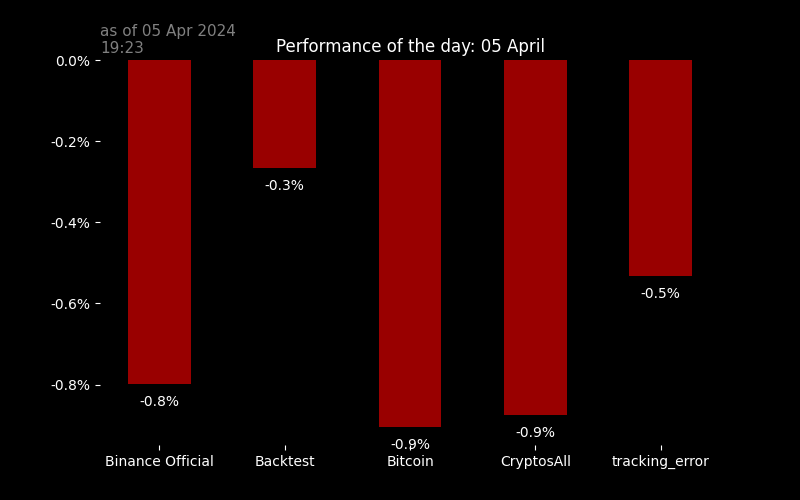 as of 05 Apr 2024
19:23
Performance of the day: 05 April
0.0%
-0.2%
-0.4%
-0.6%
-0.8%
-0.8%
-0.3%
-0.9%
-0.9%
-0.5%
Binance Official
Backtest
Bitcoin
CryptosAll
tracking_error